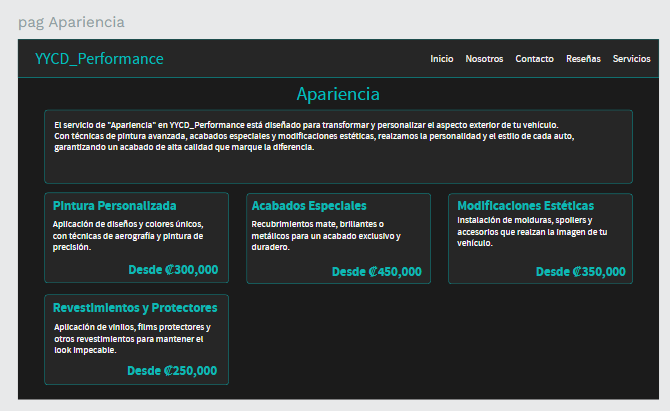 pag Apariencia
YYCD_Performance
Inicio Nosotros Contacto Reseñas Servicios
Apariencia
El servicio de "Apariencia" en YYCD_Performance está diseñado para transformar y personalizar el aspecto exterior de tu vehículo.
Con técnicas de pintura avanzada, acabados especiales y modificaciones estéticas, realzamos la personalidad y el estilo de cada auto,
garantizando un acabado de alta calidad que marque la diferencia.
Pintura Personalizada
Aplicación de diseños y colores únicos,
con técnicas de aerografía y pintura de
precisión.
Desde ₡300,000
Acabados Especiales
Recubrimientos mate, brillantes o
metálicos para un acabado exclusivo y
duradero.
Desde ₡450,000
Modificaciones Estéticas
Instalación de molduras, spoilers y
accesorios que realzan la imagen de tu
vehículo.
Desde ₡350,000
Revestimientos y Protectores
Aplicación de vinilos, films protectores y
otros revestimientos para mantener el
look impecable.
Desde ₡250,000